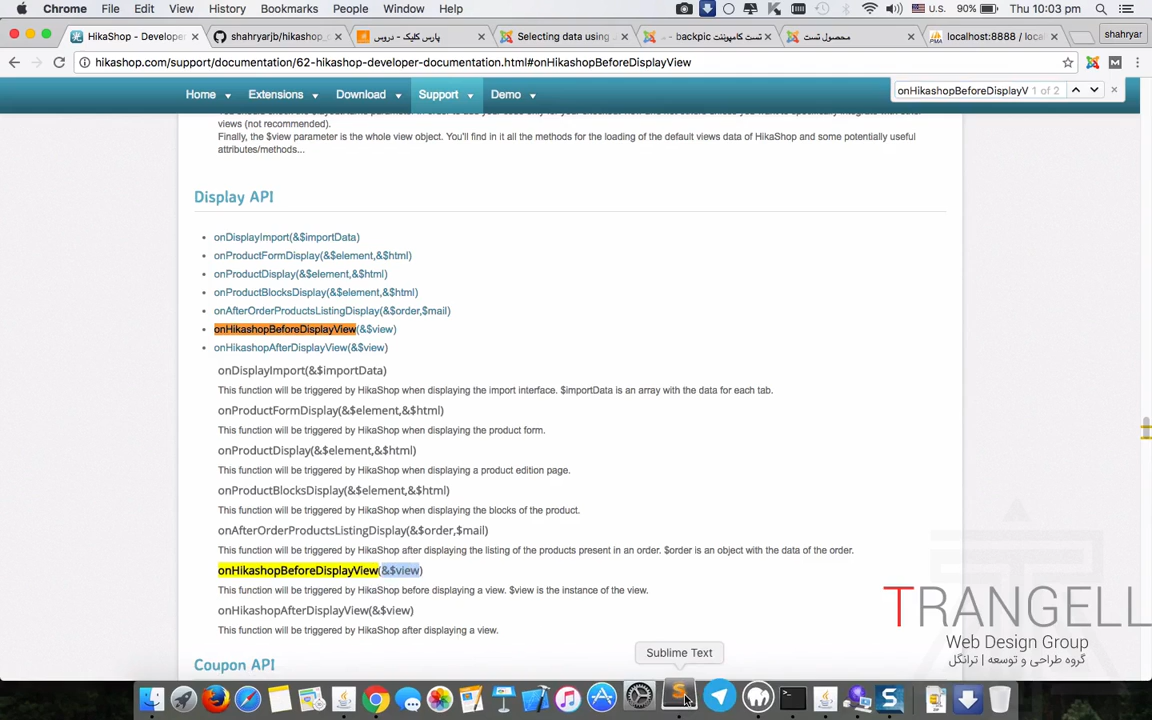 Chrome File Edit View History Bookmarks People Window Help U.S. 90% Thu 10:03 pm
HikaShop - Develope shahryarjb/hikashop_ پارس کلیک - دروس Selecting data using تست کامپوننت backpic - محصول تست localhost:8888 / local shahryar
hikashop.com/support/documentation/62-hikashop-developer-documentation.html#onHikashopBeforeDisplayView
onHikashopBeforeDisplayV 1 of 2
Home Extensions Download Support Demo
views (not recommended).
Finally, the $view parameter is the whole view object. You'll find in it all the methods for the loading of the default views data of HikaShop and some potentially useful
attributes/methods...
Display API
onDisplayImport(&$importData)
onProductFormDisplay(&$element,&$html)
onProductDisplay(&$element,&$html)
onProductBlocksDisplay(&$element,&$html)
onAfterOrderProductsListingDisplay(&$order,$mail)
onHikashopBeforeDisplayView(&$view)
onHikashopAfterDisplayView(&$view)
onDisplayImport(&$importData)
This function will be triggered by HikaShop when displaying the import interface. $importData is an array with the data for each tab.
onProductFormDisplay(&$element,&$html)
This function will be triggered by HikaShop when displaying the product form.
onProductDisplay(&$element,&$html)
This function will be triggered by HikaShop when displaying a product edition page.
onProductBlocksDisplay(&$element,&$html)
This function will be triggered by HikaShop when displaying the blocks of the product.
onAfterOrderProductsListingDisplay(&$order,$mail)
This function will be triggered by HikaShop after displaying the listing of the products present in an order. $order is an object with the data of the order.
onHikashopBeforeDisplayView(&$view)
This function will be triggered by HikaShop before displaying a view. $view is the instance of the view.
onHikashopAfterDisplayView(&$view)
This function will be triggered by HikaShop after displaying a view.
TRANGELL
Web Design Group
گروه طراحی و توسعه | ترانگل
Sublime Text
Coupon API